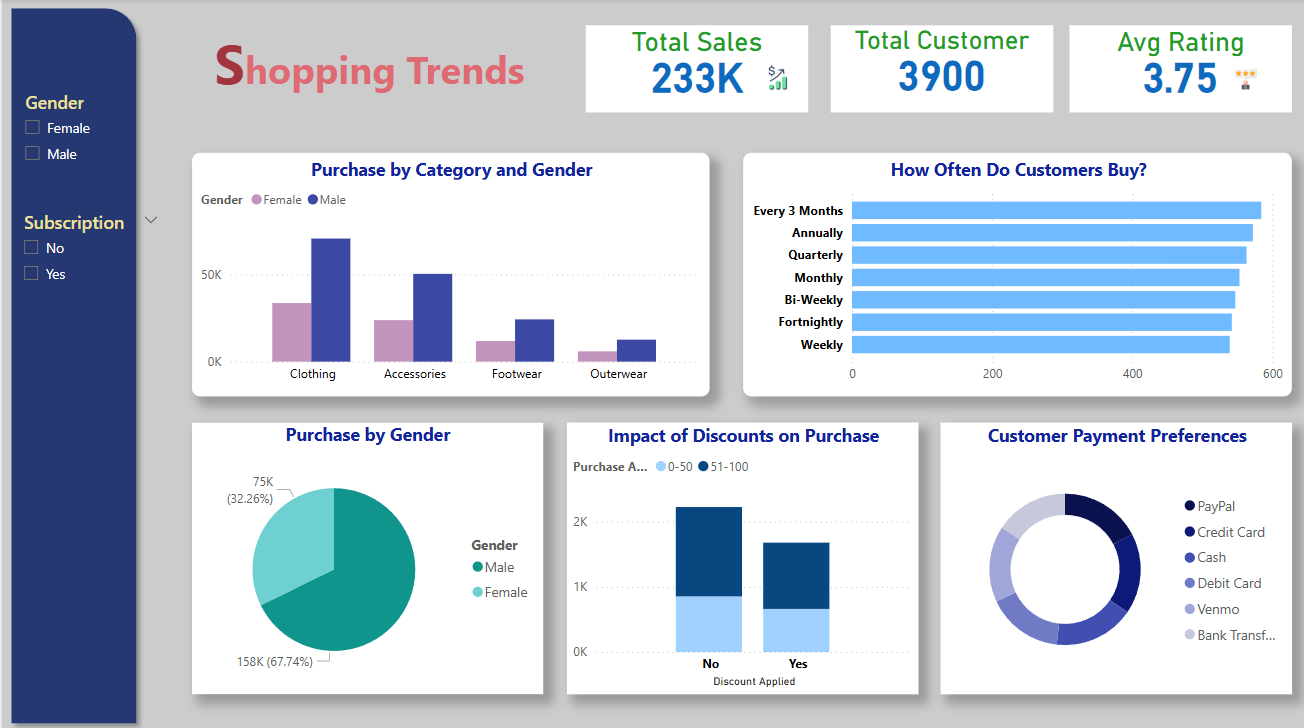 Gender
Female
Male
Subscription
No
Yes
Shopping Trends
Total Sales
233K
Total Customer
3900
Avg Rating
3.75
Purchase by Category and Gender
Gender Female Male
50K
0K
Clothing Accessories Footwear Outerwear
How Often Do Customers Buy?
Every 3 Months
Annually
Quarterly
Monthly
Bi-Weekly
Fortnightly
Weekly
0 200 400 600
Purchase by Gender
75K
(32.26%)
158K (67.74%)
Gender
Male
Female
Impact of Discounts on Purchase
Purchase A... 0-50 51-100
2K
1K
0K
No Yes
Discount Applied
Customer Payment Preferences
PayPal
Credit Card
Cash
Debit Card
Venmo
Bank Transf...